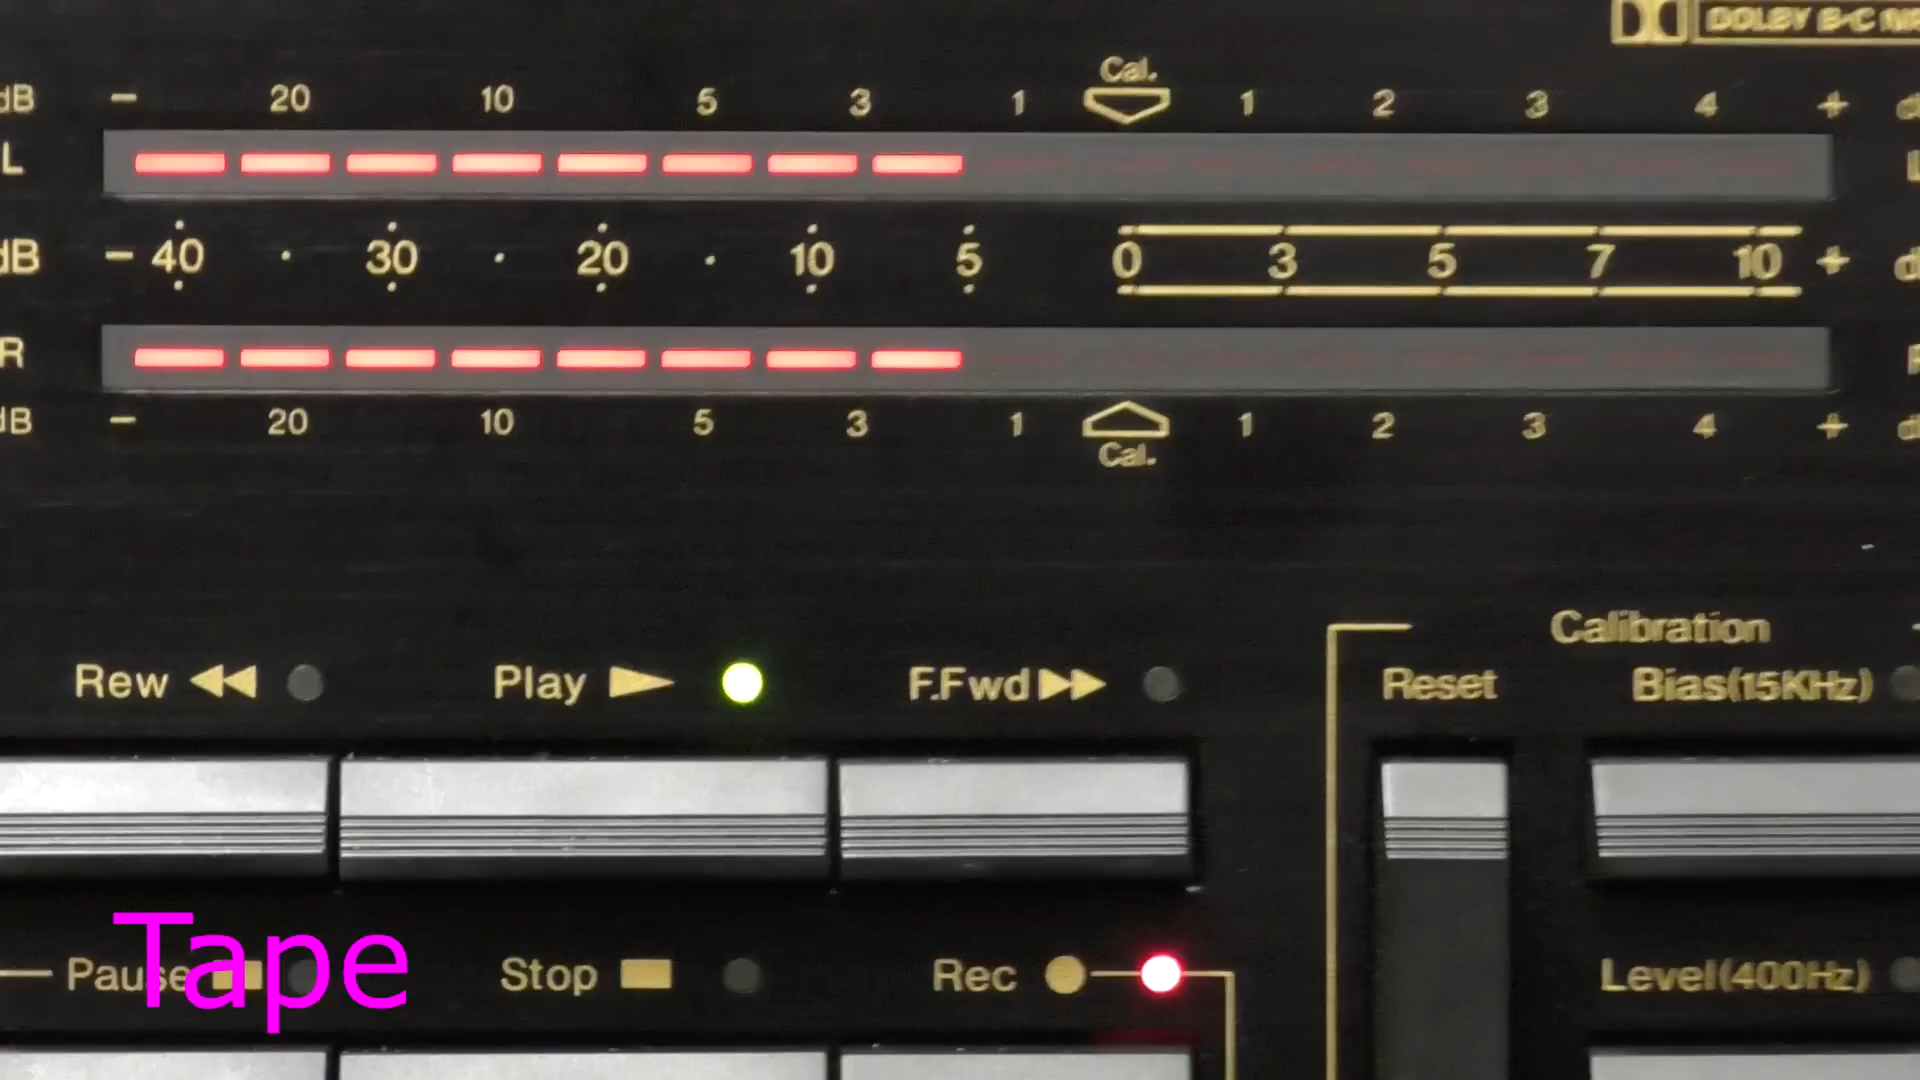 DOLBY B-C NR
dB - 20 10 5 3 1 Cal. 1 2 3 4 +
L
dB - 40 · 30 · 20 · 10 5 0 3 5 7 10 +
R
dB - 20 10 5 3 1 Cal. 1 2 3 4 +
Calibration
Rew Play F.Fwd Reset Bias(15KHz)
Pause Stop Rec Level(400Hz)
Tape